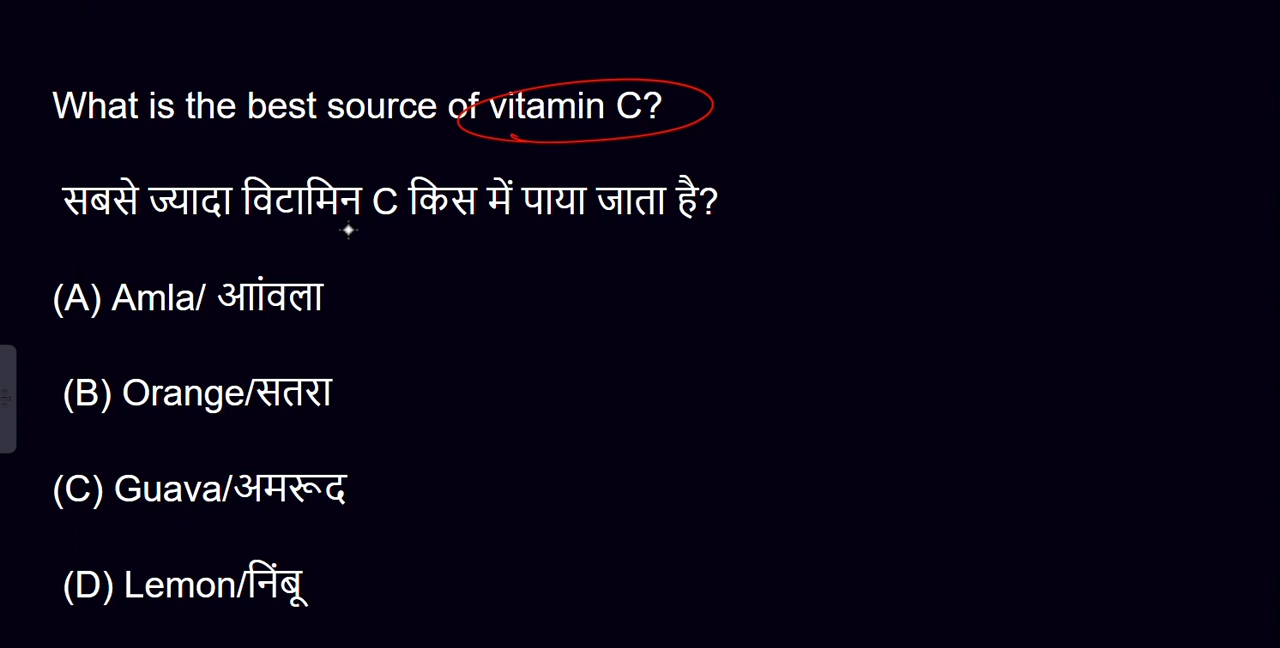 What is the best source of vitamin C?
सबसे ज्यादा विटामिन C किस में पाया जाता है?
(A) Amla/ आांवला
(B) Orange/सतरा
(C) Guava/अमरूद
(D) Lemon/निंबू